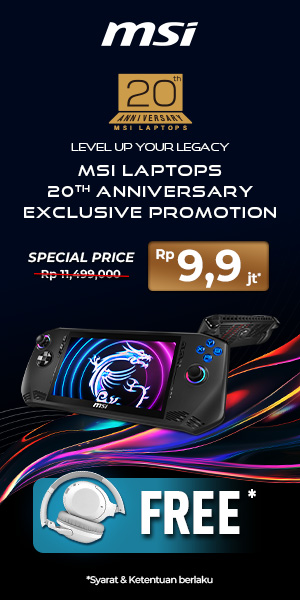 msi
20th
ANNIVERSARY
MSI LAPTOPS
LEVEL UP YOUR LEGACY
MSI LAPTOPS
20TH ANNIVERSARY
EXCLUSIVE PROMOTION
SPECIAL PRICE
Rp 11,499,000
Rp 9,9 jt*
msi
FREE*
*Syarat & Ketentuan berlaku